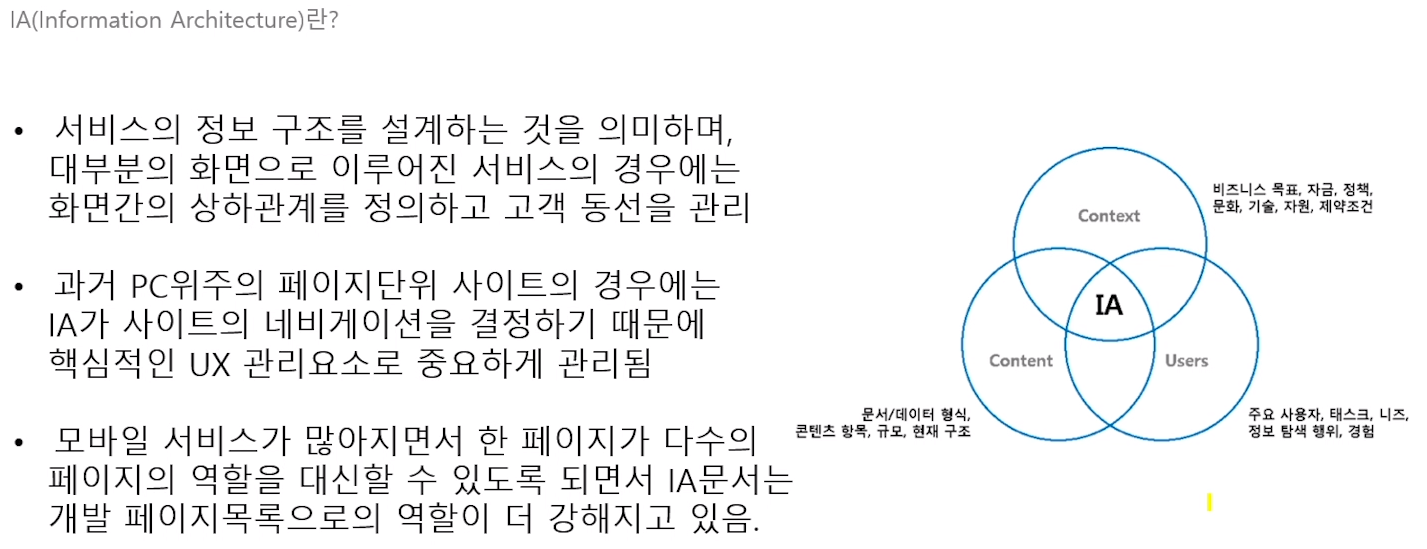 IA(Information Architecture)란?
• 서비스의 정보 구조를 설계하는 것을 의미하며,
대부분의 화면으로 이루어진 서비스의 경우에는
화면간의 상하관계를 정의하고 고객 동선을 관리
• 과거 PC위주의 페이지단위 사이트의 경우에는
IA가 사이트의 네비게이션을 결정하기 때문에
핵심적인 UX 관리요소로 중요하게 관리됨
• 모바일 서비스가 많아지면서 한 페이지가 다수의
페이지의 역할을 대신할 수 있도록 되면서 IA문서는
개발 페이지목록으로의 역할이 더 강해지고 있음.
Context
비즈니스 목표, 자금, 정책,
문화, 기술, 자원, 제약조건
IA
Content
Users
문서/데이터 형식,
콘텐츠 항목, 규모, 현재 구조
주요 사용자, 태스크, 니즈,
정보 탐색 행위, 경험